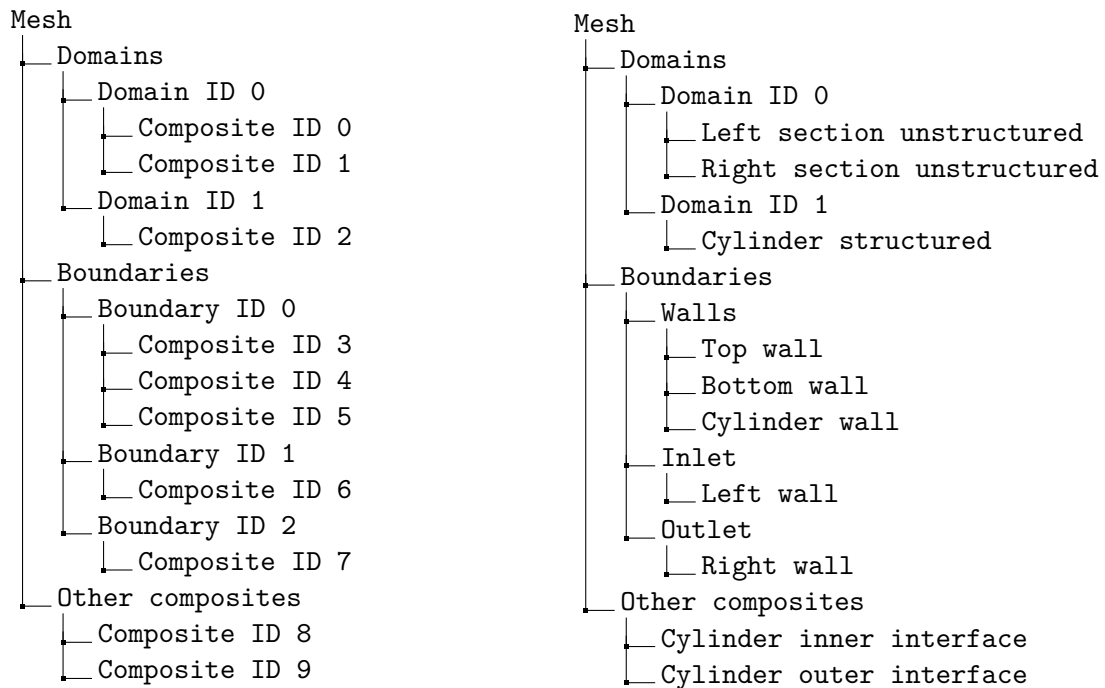 Mesh
Domains
Domain ID 0
Composite ID 0
Composite ID 1
Domain ID 1
Composite ID 2
Boundaries
Boundary ID 0
Composite ID 3
Composite ID 4
Composite ID 5
Boundary ID 1
Composite ID 6
Boundary ID 2
Composite ID 7
Other composites
Composite ID 8
Composite ID 9
Mesh
Domains
Domain ID 0
Left section unstructured
Right section unstructured
Domain ID 1
Cylinder structured
Boundaries
Walls
Top wall
Bottom wall
Cylinder wall
Inlet
Left wall
Outlet
Right wall
Other composites
Cylinder inner interface
Cylinder outer interface